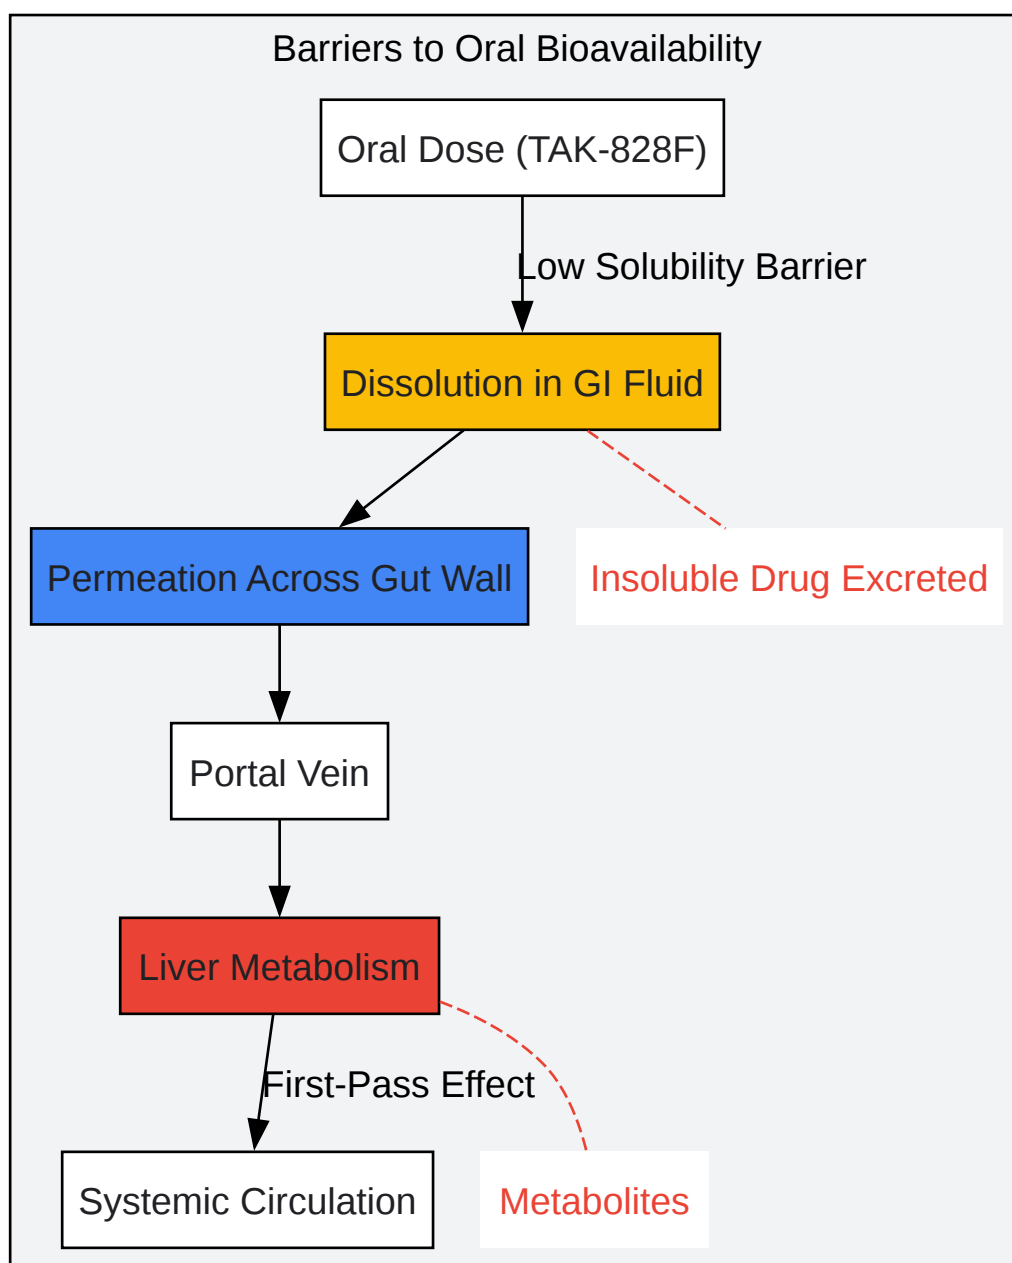 Barriers to Oral Bioavailability
Oral Dose (TAK-828F)
Low Solubility Barrier
Dissolution in GI Fluid
Permeation Across Gut Wall
Insoluble Drug Excreted
Portal Vein
Liver Metabolism
First-Pass Effect
Systemic Circulation
Metabolites